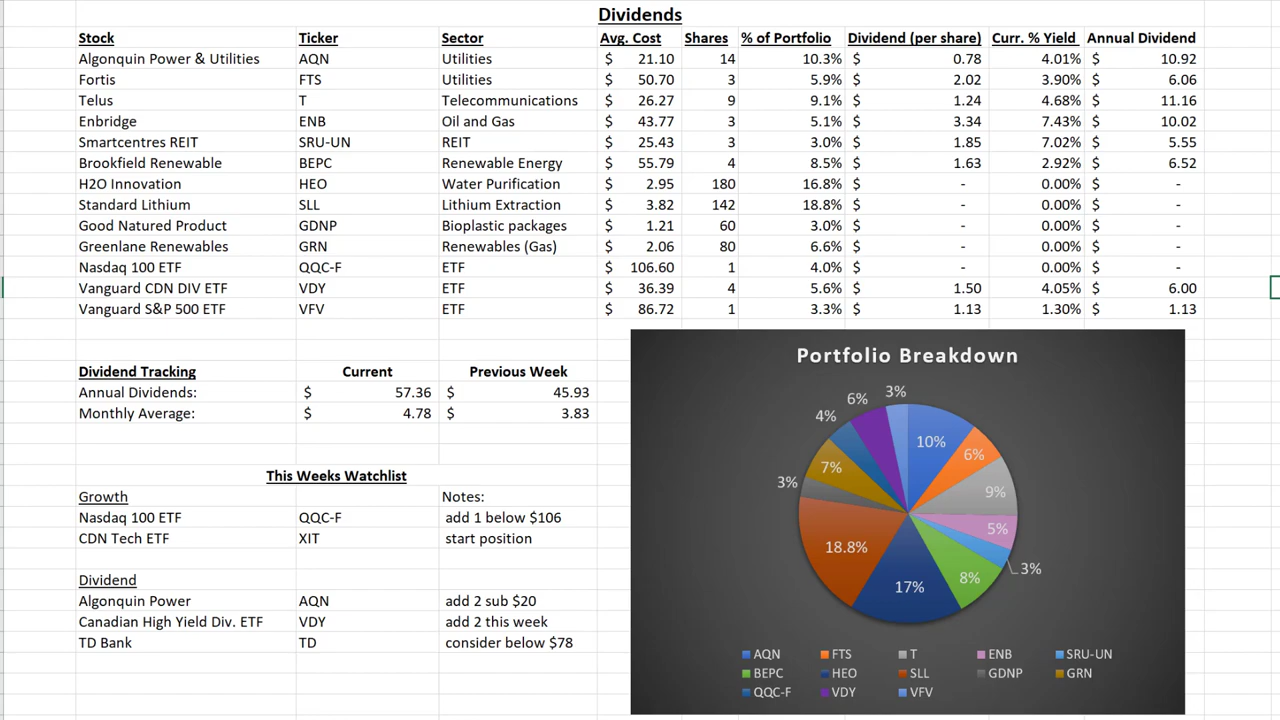 Dividends
Stock Ticker Sector Avg. Cost Shares % of Portfolio Dividend (per share) Curr. % Yield Annual Dividend
Algonquin Power & Utilities AQN Utilities $ 21.10 14 10.3% $ 0.78 4.01% $ 10.92
Fortis FTS Utilities $ 50.70 3 5.9% $ 2.02 3.90% $ 6.06
Telus T Telecommunications $ 26.27 9 9.1% $ 1.24 4.68% $ 11.16
Enbridge ENB Oil and Gas $ 43.77 3 5.1% $ 3.34 7.43% $ 10.02
Smartcentres REIT SRU-UN REIT $ 25.43 3 3.0% $ 1.85 7.02% $ 5.55
Brookfield Renewable BEPC Renewable Energy $ 55.79 4 8.5% $ 1.63 2.92% $ 6.52
H2O Innovation HEO Water Purification $ 2.95 180 16.8% $ - 0.00% $ -
Standard Lithium SLL Lithium Extraction $ 3.82 142 18.8% $ - 0.00% $ -
Good Natured Product GDNP Bioplastic packages $ 1.21 60 3.0% $ - 0.00% $ -
Greenlane Renewables GRN Renewables (Gas) $ 2.06 80 6.6% $ - 0.00% $ -
Nasdaq 100 ETF QQC-F ETF $ 106.60 1 4.0% $ - 0.00% $ -
Vanguard CDN DIV ETF VDY ETF $ 36.39 4 5.6% $ 1.50 4.05% $ 6.00
Vanguard S&P 500 ETF VFV ETF $ 86.72 1 3.3% $ 1.13 1.30% $ 1.13
Dividend Tracking Current Previous Week
Annual Dividends: $ 57.36 $ 45.93
Monthly Average: $ 4.78 $ 3.83
This Weeks Watchlist
Growth Notes:
Nasdaq 100 ETF QQC-F add 1 below $106
CDN Tech ETF XIT start position
Dividend
Algonquin Power AQN add 2 sub $20
Canadian High Yield Div. ETF VDY add 2 this week
TD Bank TD consider below $78
Portfolio Breakdown
10%
6%
9%
5%
3%
8%
17%
18.8%
3%
7%
4%
6%
3%
AQN FTS T ENB SRU-UN
BEPC HEO SLL GDNP GRN
QQC-F VDY VFV